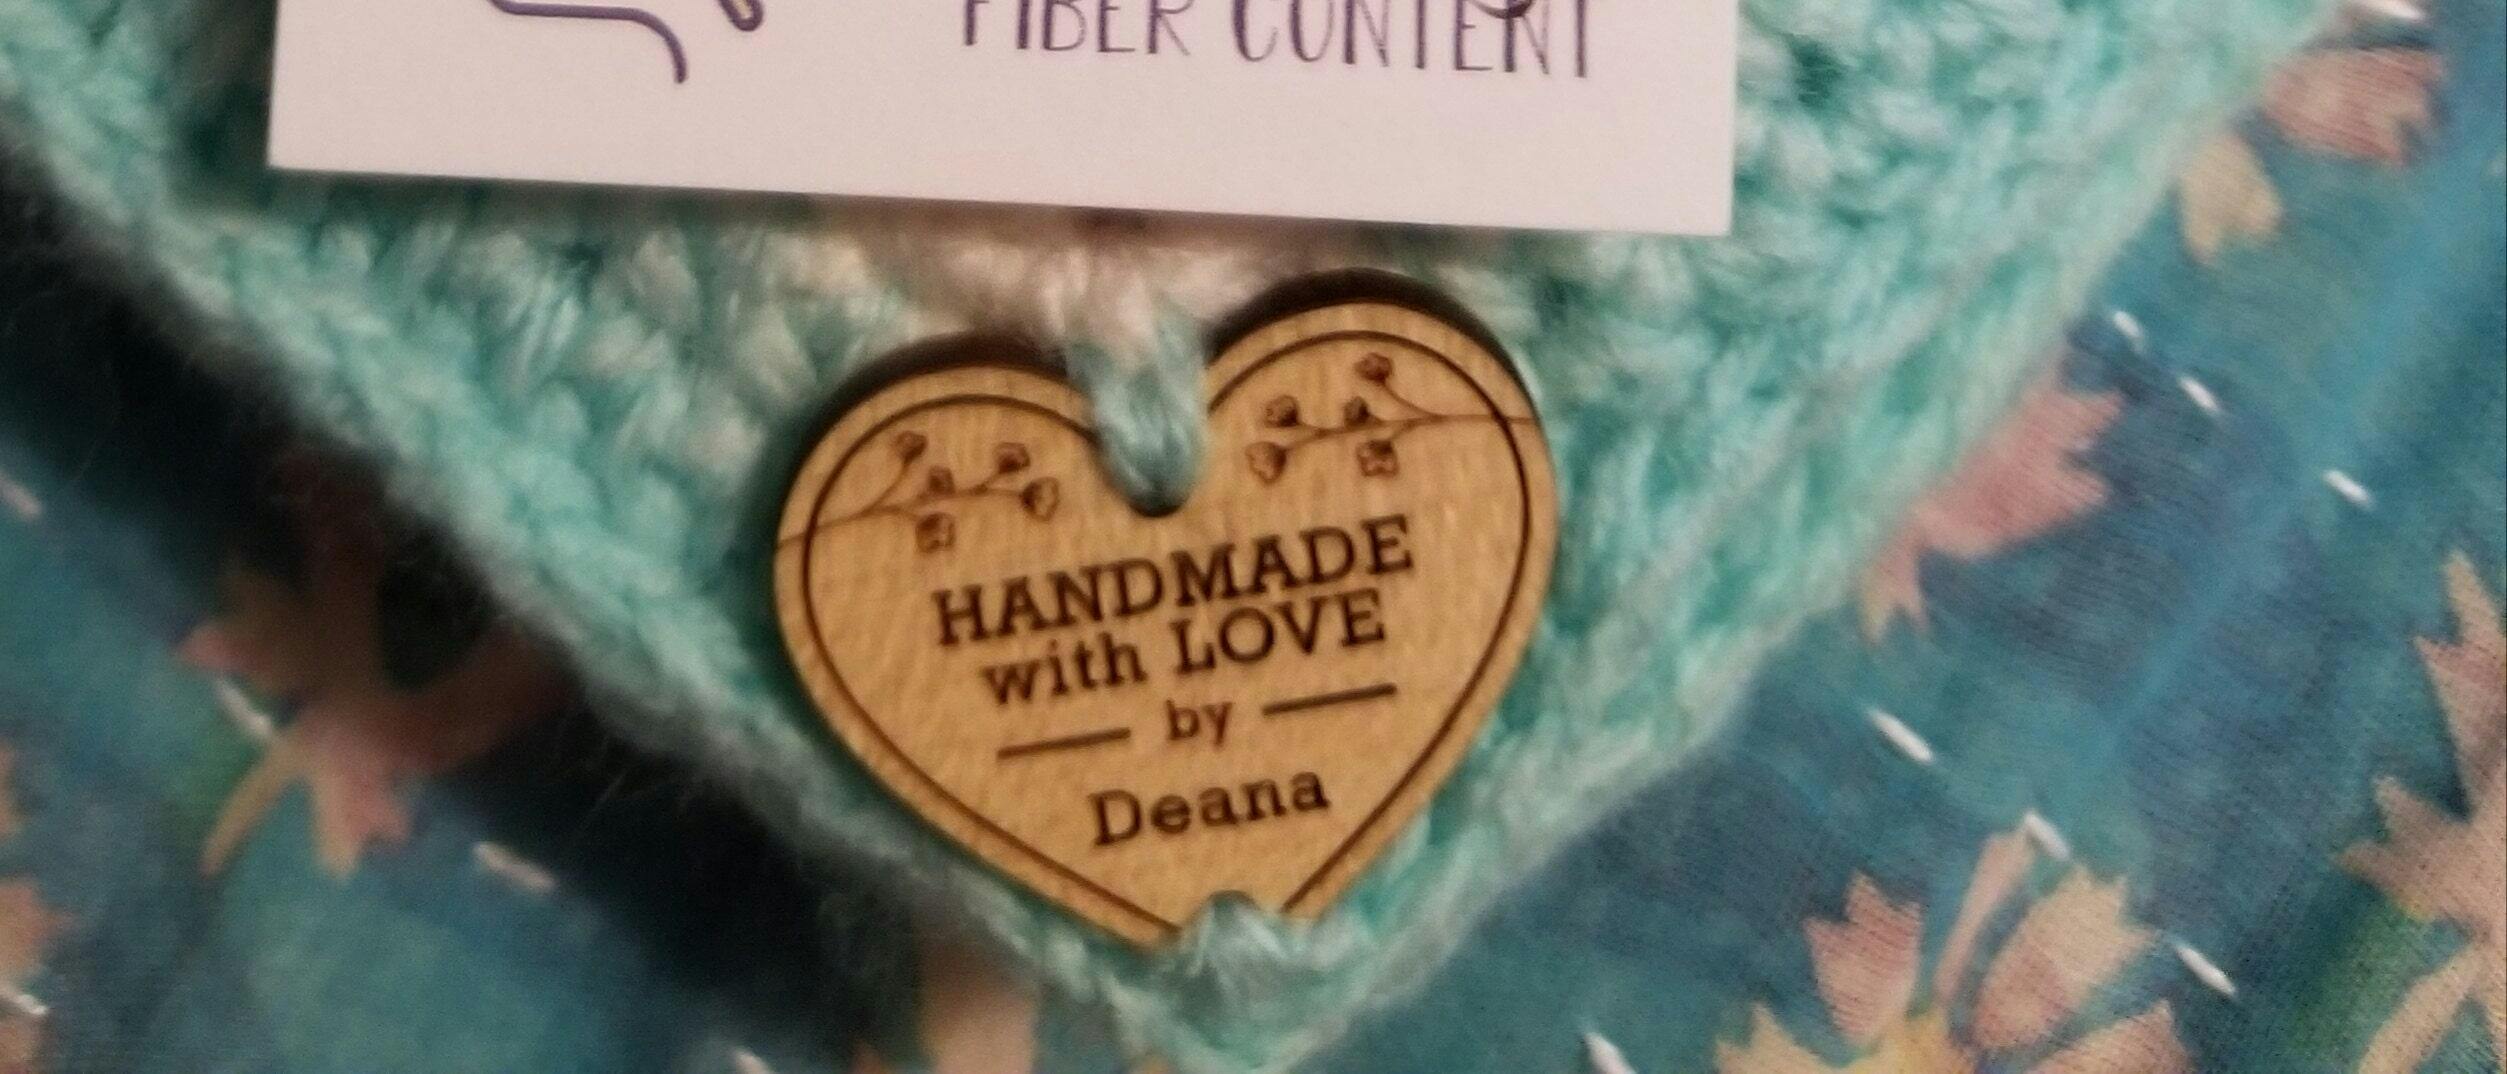 FIBER CONTENT
HANDMADE
with LOVE
by
Deana